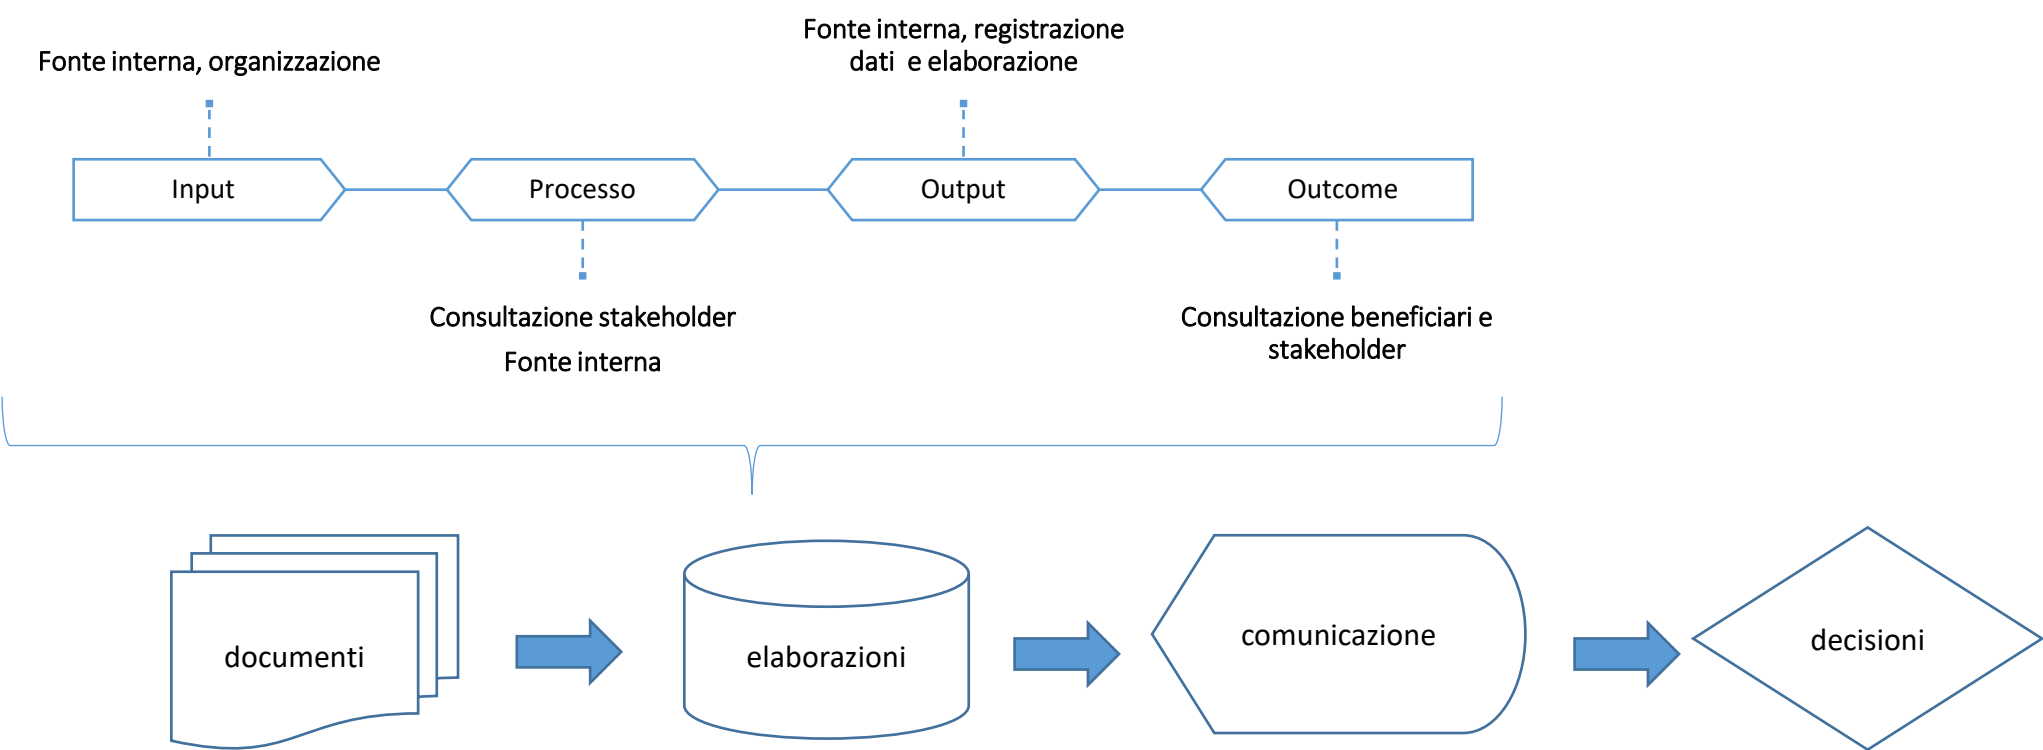 Fonte interna, organizzazione
Fonte interna, registrazione
dati e elaborazione
Input
Processo
Output
Outcome
Consultazione stakeholder
Fonte interna
Consultazione beneficiari e
stakeholder
documenti
elaborazioni
comunicazione
decisioni